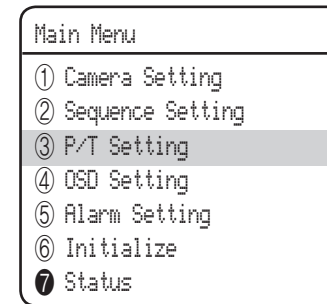 Main Menu
① Camera Setting
② Sequence Setting
③ P/T Setting
④ OSD Setting
⑤ Alarm Setting
⑥ Initialize
❼ Status